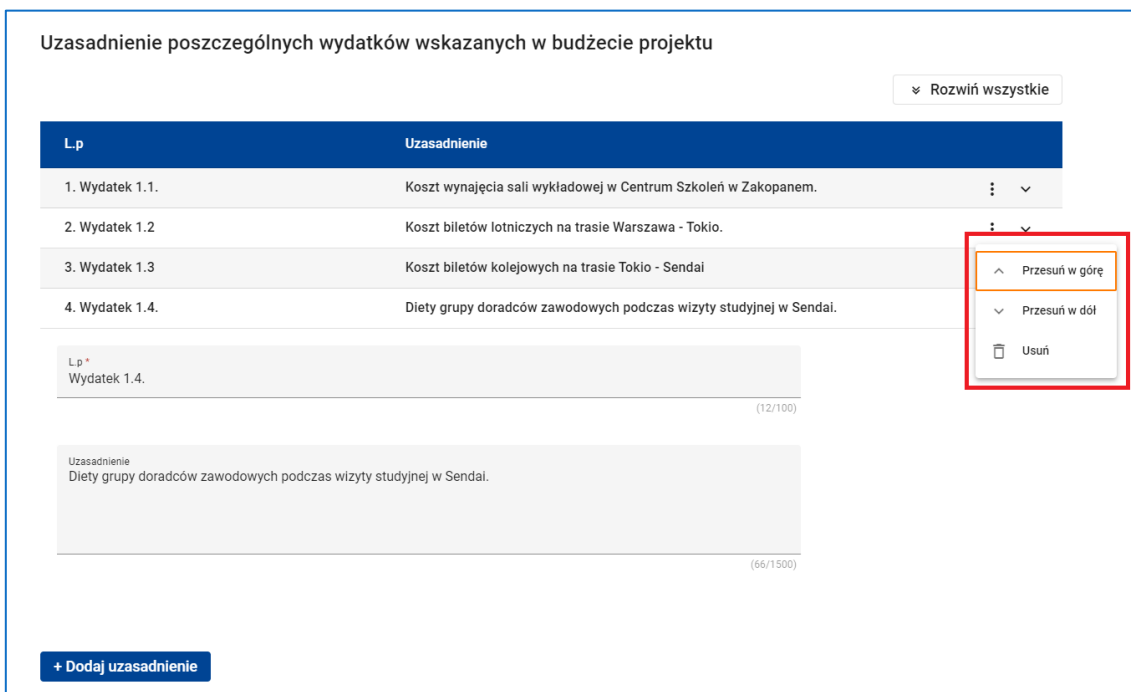 Uzasadnienie poszczególnych wydatków wskazanych w budżecie projektu
Rozwiń wszystkie
L.p Uzasadnienie
1. Wydatek 1.1. Koszt wynajęcia sali wykładowej w Centrum Szkoleń w Zakopanem.
2. Wydatek 1.2 Koszt biletów lotniczych na trasie Warszawa - Tokio.
3. Wydatek 1.3 Koszt biletów kolejowych na trasie Tokio - Sendai
Przesuń w górę
4. Wydatek 1.4. Diety grupy doradców zawodowych podczas wizyty studyjnej w Sendai.
Przesuń w dół
Usuń
L.p *
Wydatek 1.4.
(12/100)
Uzasadnienie
Diety grupy doradców zawodowych podczas wizyty studyjnej w Sendai.
(66/1500)
+ Dodaj uzasadnienie